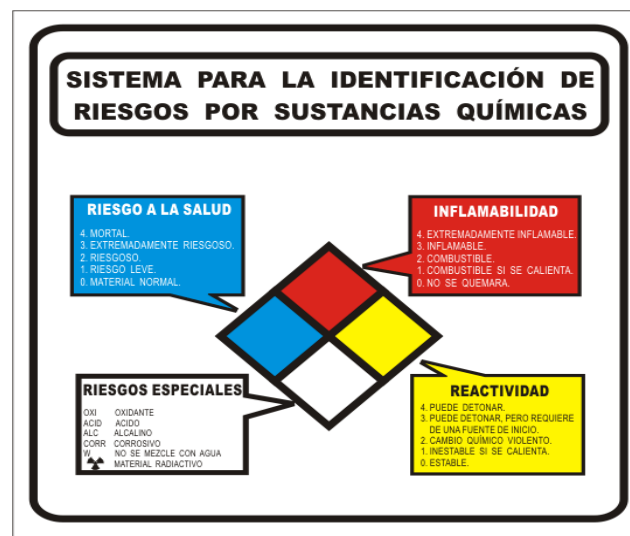 SISTEMA PARA LA IDENTIFICACIÓN DE
RIESGOS POR SUSTANCIAS QUÍMICAS
RIESGO A LA SALUD
4. MORTAL.
3. EXTREMADAMENTE RIESGOSO.
2. RIESGOSO.
1. RIESGO LEVE.
0. MATERIAL NORMAL.
INFLAMABILIDAD
4. EXTREMADAMENTE INFLAMABLE.
3. INFLAMABLE.
2. COMBUSTIBLE.
1. COMBUSTIBLE SI SE CALIENTA.
0. NO SE QUEMARA.
RIESGOS ESPECIALES
OXI OXIDANTE
ACID ACIDO
ALC ALCALINO
CORR CORROSIVO
W NO SE MEZCLE CON AGUA
MATERIAL RADIACTIVO
REACTIVIDAD
4. PUEDE DETONAR.
3. PUEDE DETONAR, PERO REQUIERE
DE UNA FUENTE DE INICIO.
2. CAMBIO QUÍMICO VIOLENTO.
1. INESTABLE SI SE CALIENTA.
0. ESTABLE.